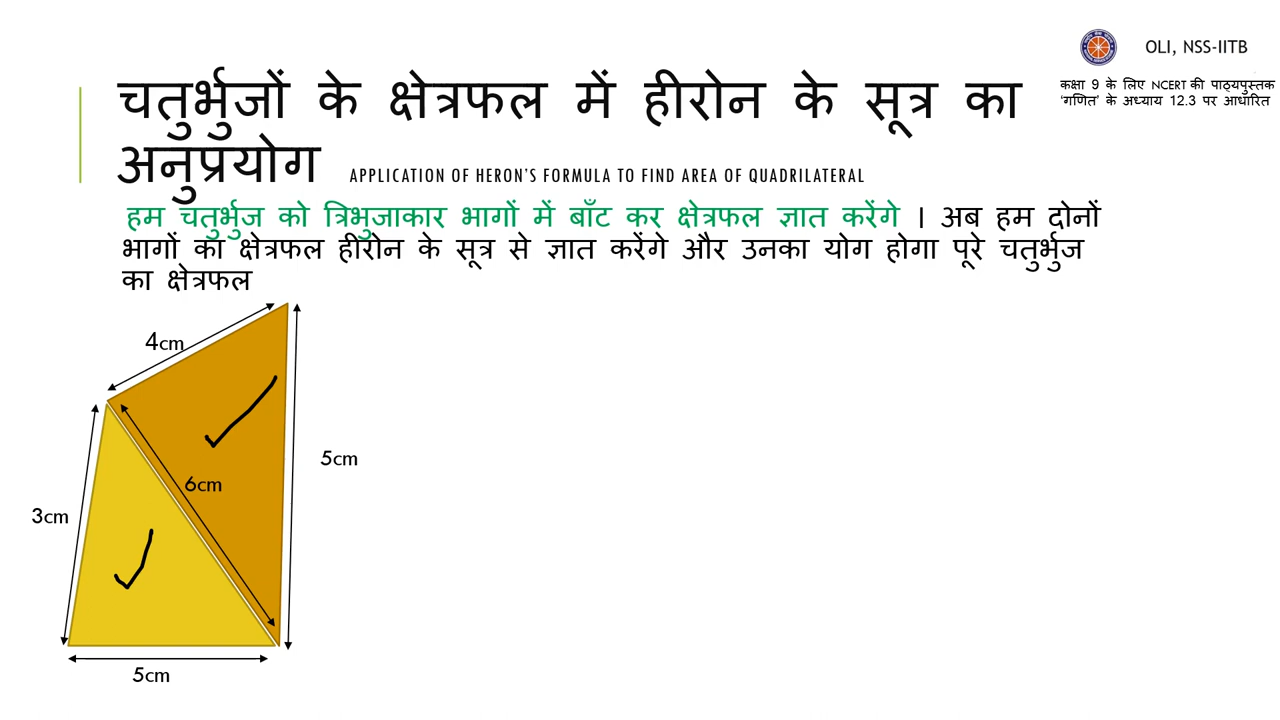 OLI, NSS-IITB
कक्षा 9 के लिए NCERT की पाठ्यपुस्तक
'गणित' के अध्याय 12.3 पर आधारित
चतुर्भुजों के क्षेत्रफल में हीरोन के सूत्र का
अनुप्रयोग APPLICATION OF HERON'S FORMULA TO FIND AREA OF QUADRILATERAL
हम चतुर्भुज को त्रिभुजाकार भागों में बाँट कर क्षेत्रफल ज्ञात करेंगे । अब हम दोनों
भागों का क्षेत्रफल हीरोन के सूत्र से ज्ञात करेंगे और उनका योग होगा पूरे चतुर्भुज
का क्षेत्रफल
4cm
5cm
6cm
3cm
5cm